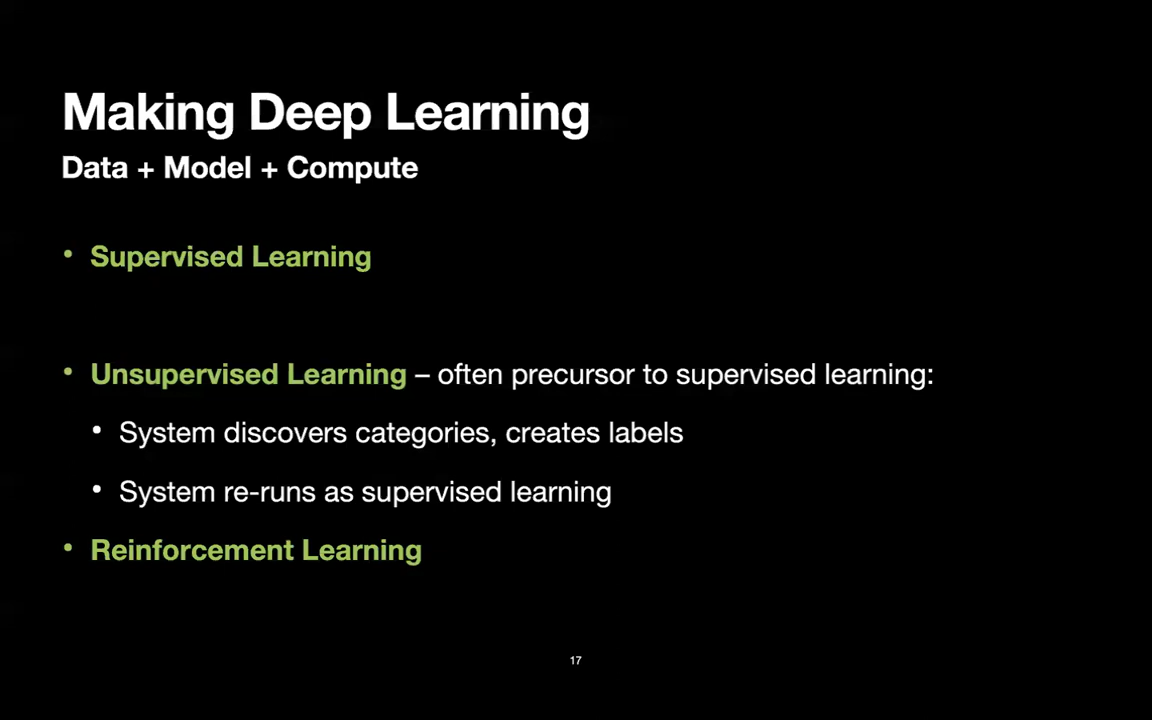 Making Deep Learning
Data + Model + Compute
• Supervised Learning
• Unsupervised Learning – often precursor to supervised learning:
• System discovers categories, creates labels
• System re-runs as supervised learning
• Reinforcement Learning
17